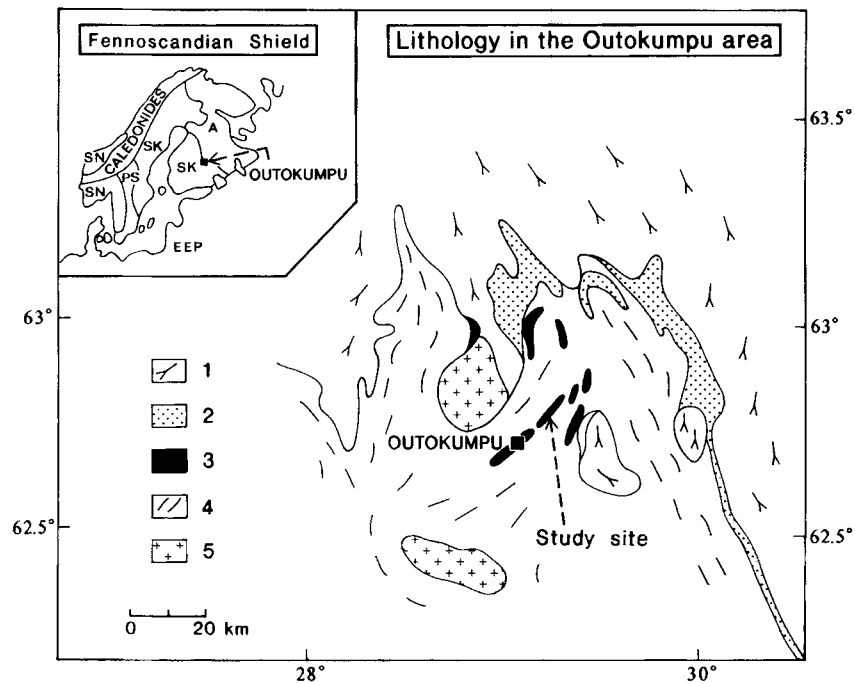 Fennoscandian Shield
Lithology in the Outokumpu area
CALEDONIDES
SN
SN
PS
SK
SK
A
OUTOKUMPU
EEP
63.5°
63°
63°
62.5°
62.5°
1
2
3
4
5
OUTOKUMPU
Study site
0 20 km
28°
30°